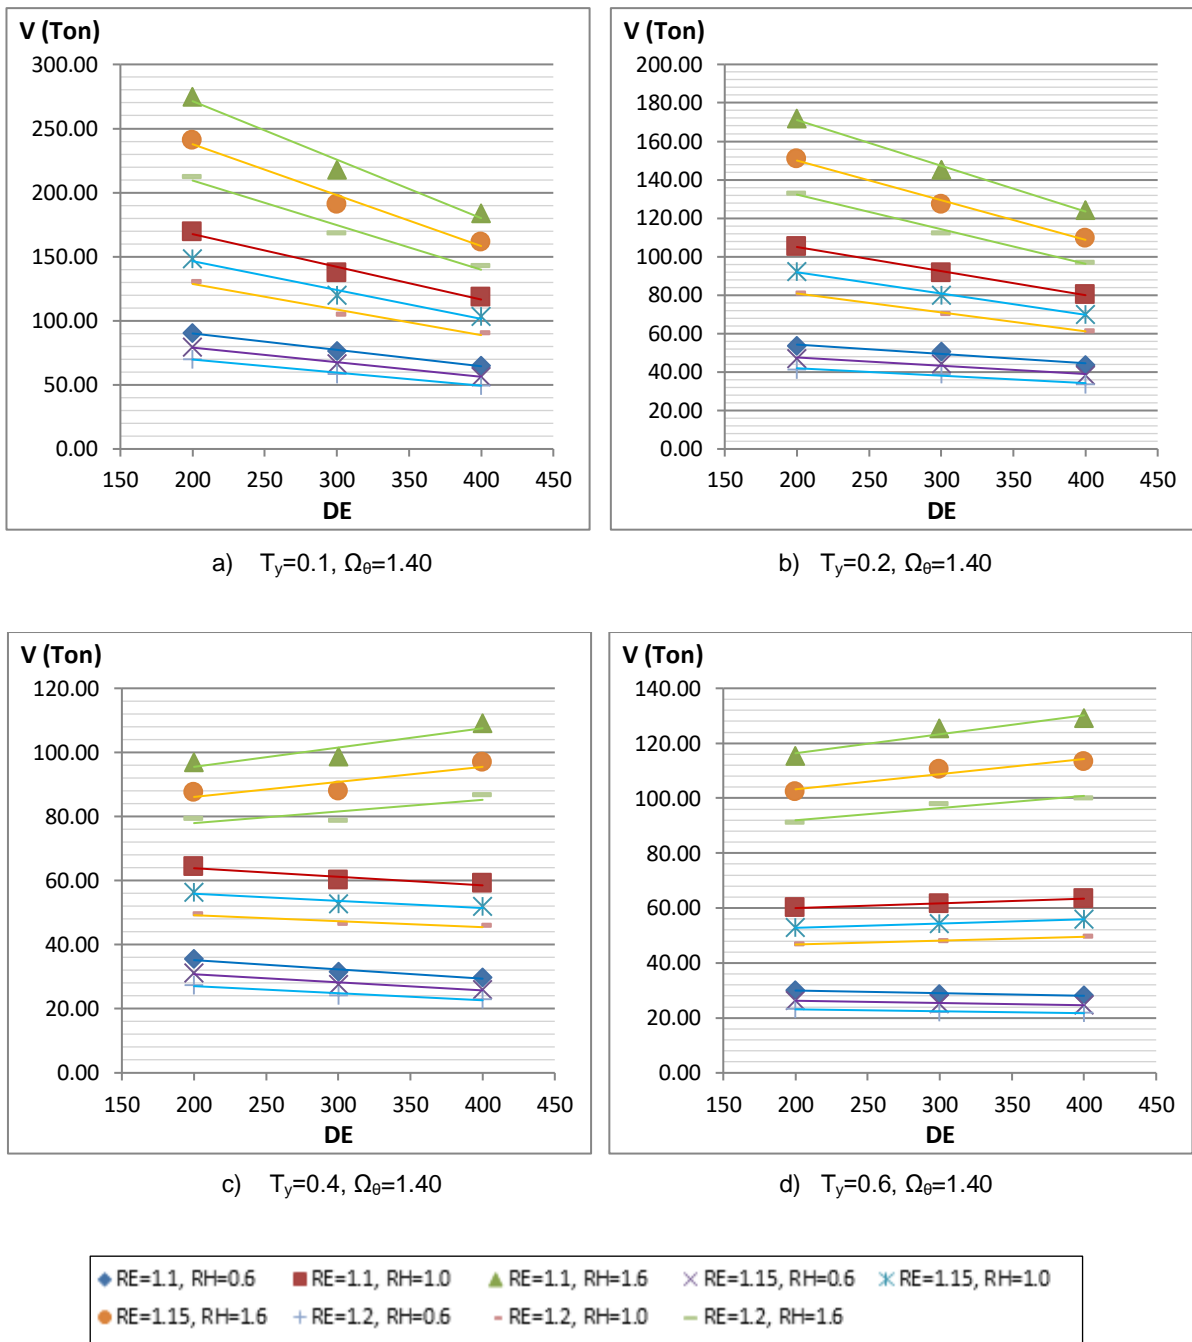 V (Ton)
300.00
250.00
200.00
150.00
100.00
50.00
0.00
150 200 250 300 350 400 450
DE
a) Ty=0.1, Ωθ=1.40
V (Ton)
200.00
180.00
160.00
140.00
120.00
100.00
80.00
60.00
40.00
20.00
0.00
150 200 250 300 350 400 450
DE
b) Ty=0.2, Ωθ=1.40
V (Ton)
120.00
100.00
80.00
60.00
40.00
20.00
0.00
150 200 250 300 350 400 450
DE
c) Ty=0.4, Ωθ=1.40
V (Ton)
140.00
120.00
100.00
80.00
60.00
40.00
20.00
0.00
150 200 250 300 350 400 450
DE
d) Ty=0.6, Ωθ=1.40
RE=1.1, RH=0.6 RE=1.1, RH=1.0 RE=1.1, RH=1.6 RE=1.15, RH=0.6 RE=1.15, RH=1.0
RE=1.15, RH=1.6 RE=1.2, RH=0.6 RE=1.2, RH=1.0 RE=1.2, RH=1.6